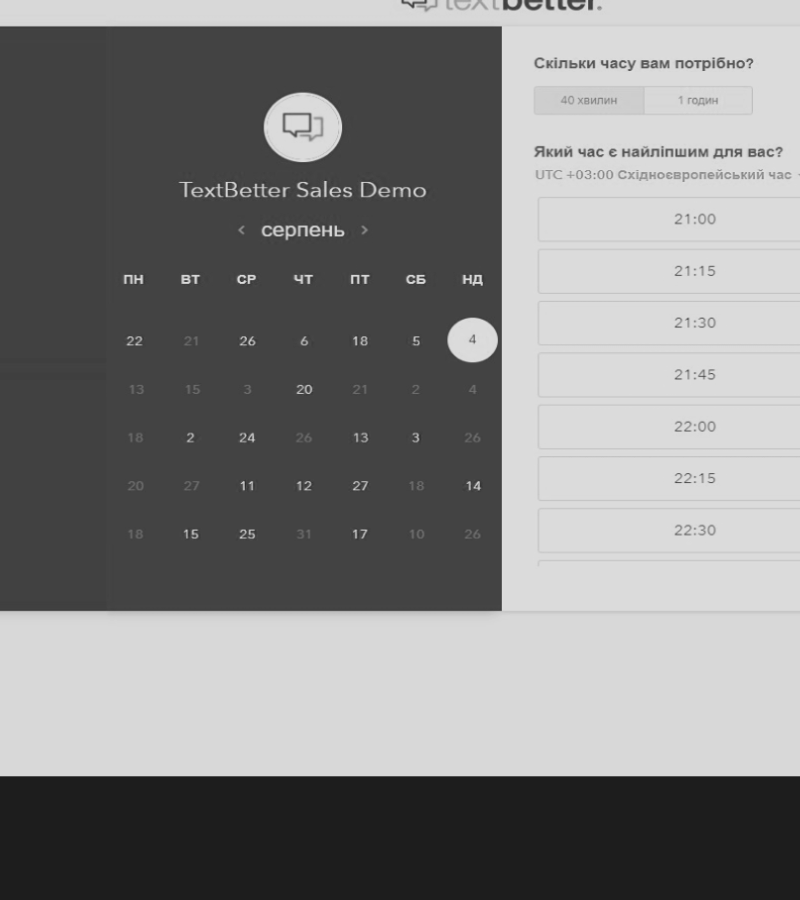 textbetter.
TextBetter Sales Demo
‹ серпень ›
ПН ВТ СР ЧТ ПТ СБ НД
22 21 26 6 18 5 4
13 15 3 20 21 2 4
18 2 24 26 13 3 26
20 27 11 12 27 18 14
18 15 25 31 17 10 26
Скільки часу вам потрібно?
40 хвилин 1 годин
Який час є найліпшим для вас?
UTC +03:00 Східноєвропейський час
21:00
21:15
21:30
21:45
22:00
22:15
22:30